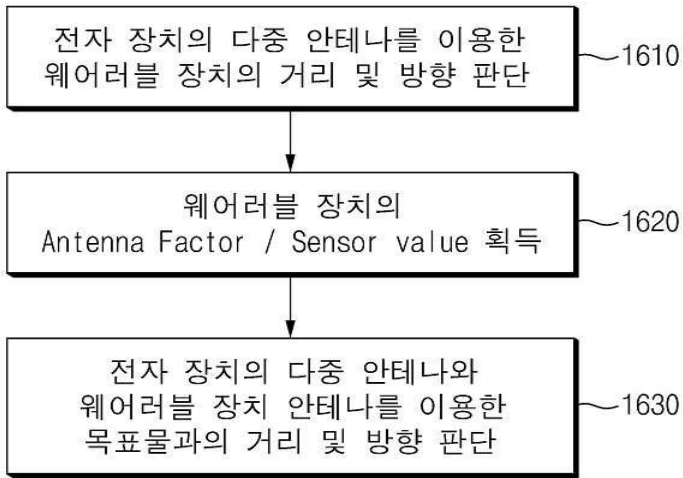 전자 장치의 다중 안테나를 이용한
웨어러블 장치의 거리 및 방향 판단
1610
웨어러블 장치의
Antenna Factor / Sensor value 획득
1620
전자 장치의 다중 안테나와
웨어러블 장치 안테나를 이용한
목표물과의 거리 및 방향 판단
1630